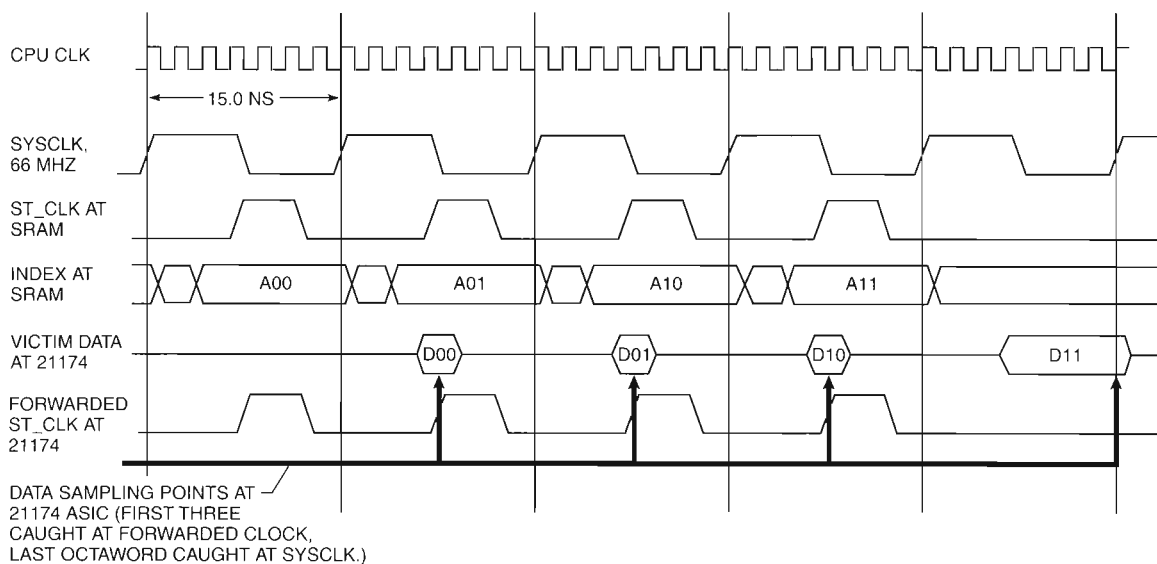 CPU CLK
15.0 NS
SYSCLK,
66 MHZ
ST_CLK AT
SRAM
INDEX AT
SRAM
A00
A01
A10
A11
VICTIM DATA
AT 21174
D00
D01
D10
D11
FORWARDED
ST_CLK AT
21174
DATA SAMPLING POINTS AT
21174 ASIC (FIRST THREE
CAUGHT AT FORWARDED CLOCK,
LAST OCTAWORD CAUGHT AT SYSCLK.)